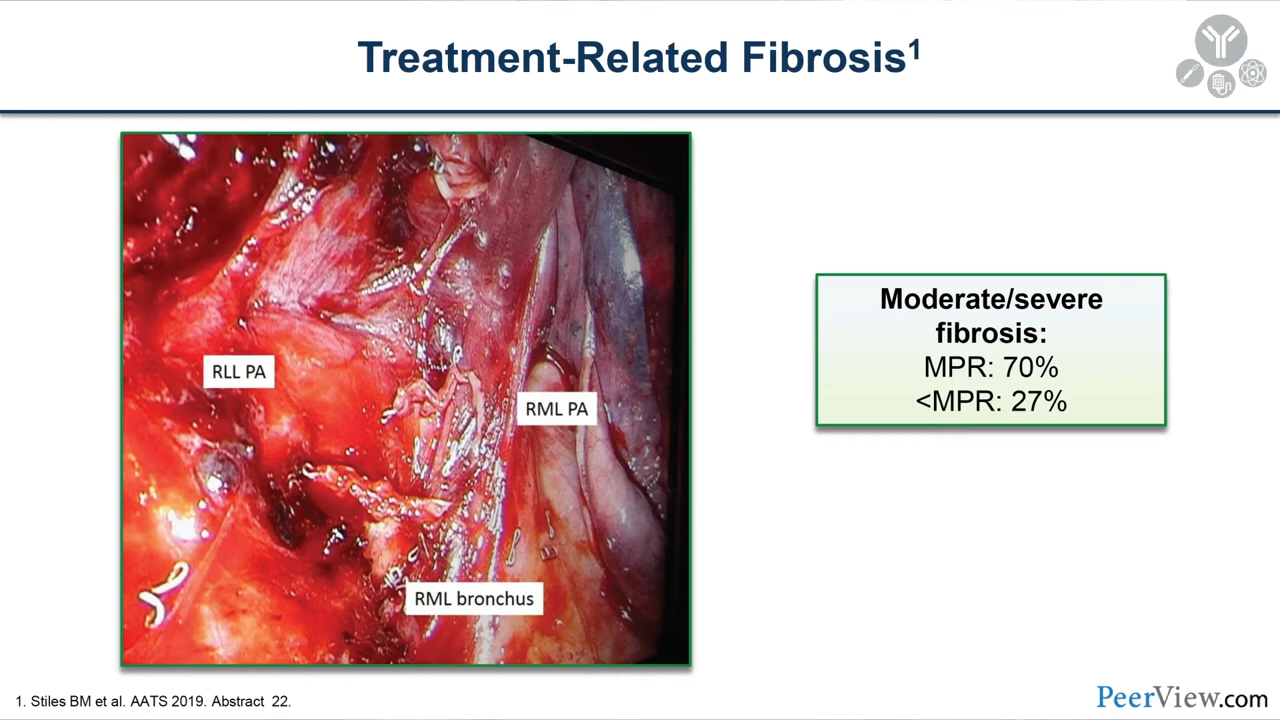 Treatment-Related Fibrosis1
RLL PA
RML PA
RML bronchus
Moderate/severe
fibrosis:
MPR: 70%
<MPR: 27%
1. Stiles BM et al. AATS 2019. Abstract 22.
PeerView.com